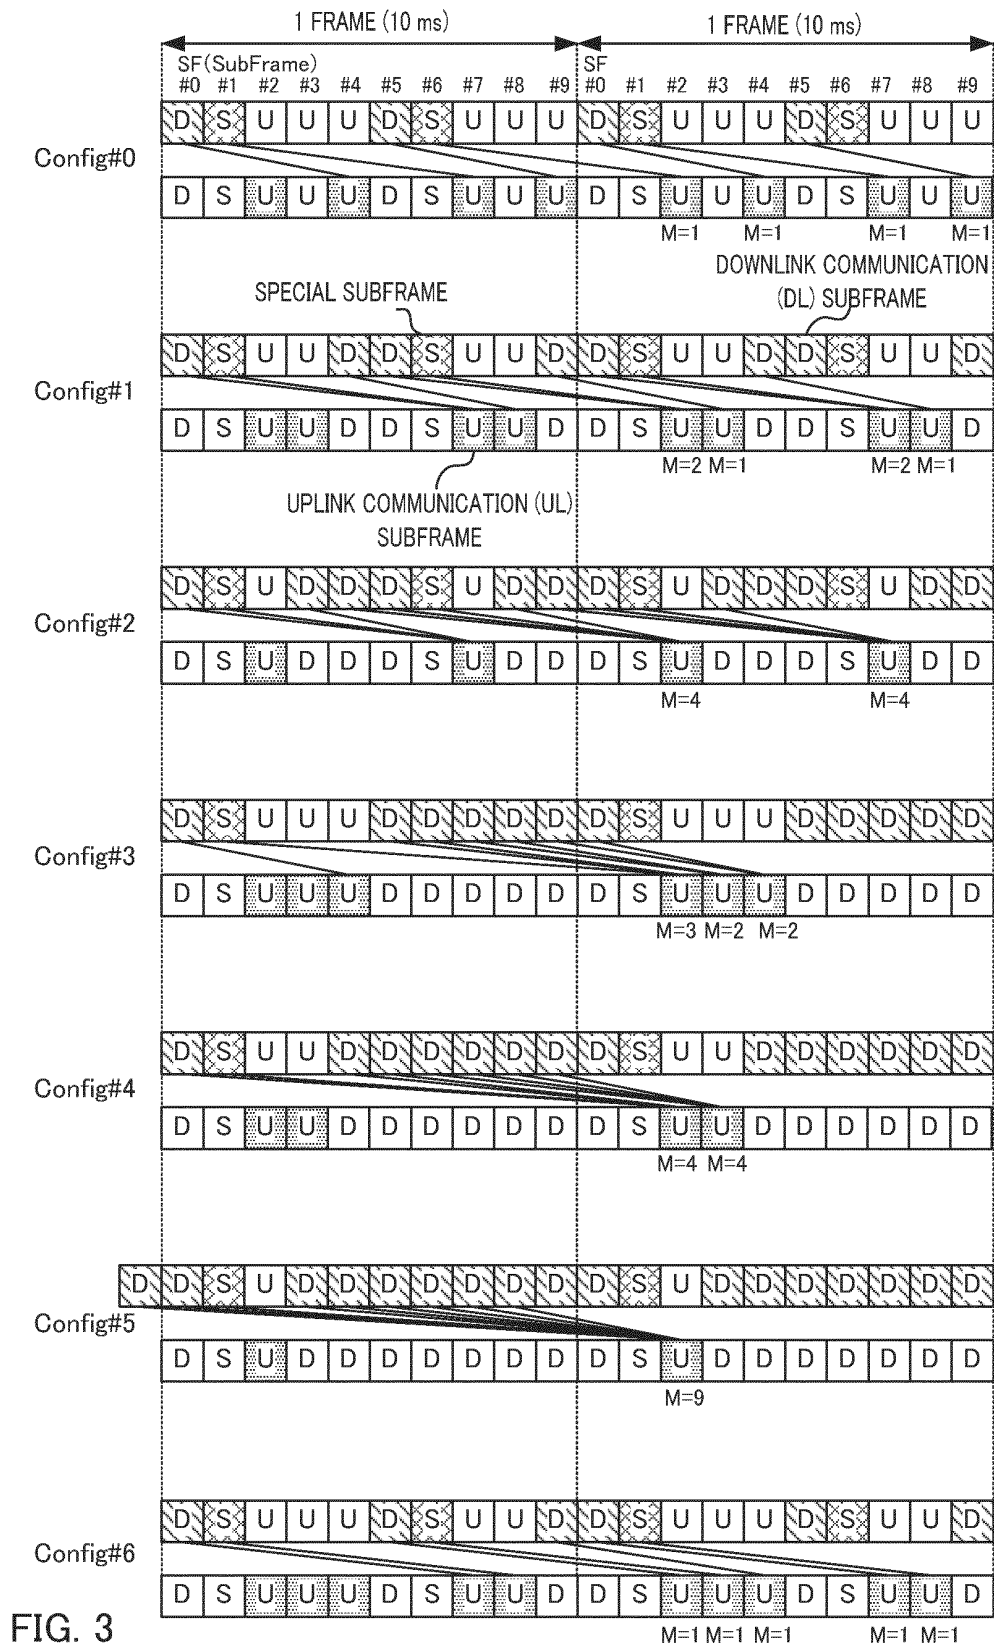 1 FRAME (10 ms) 1 FRAME (10 ms)
SF(SubFrame) SF
#0 #1 #2 #3 #4 #5 #6 #7 #8 #9 #0 #1 #2 #3 #4 #5 #6 #7 #8 #9
D S U U U D S U U U D S U U U D S U U U
Config#0
D S U U U D S U U U D S U U U D S U U U
M=1 M=1 M=1 M=1
DOWNLINK COMMUNICATION
(DL) SUBFRAME
SPECIAL SUBFRAME
D S U U D D S U U D D S U U D D S U U D
Config#1
D S U U D D S U U D D S U U D D S U U D
M=2 M=1 M=2 M=1
UPLINK COMMUNICATION (UL)
SUBFRAME
D S U D D D S U D D D S U D D D S U D D
Config#2
D S U D D D S U D D D S U D D D S U D D
M=4 M=4
D S U U U D D D D D D S U U U D D D D D
Config#3
D S U U U D D D D D D S U U U D D D D D
M=3 M=2 M=2
D S U U D D D D D D D S U U D D D D D D
Config#4
D S U U D D D D D D D S U U D D D D D D
M=4 M=4
D D S U D D D D D D D D S U D D D D D D D
Config#5
D S U D D D D D D D D S U D D D D D D D
M=9
D S U U U D S U U D D S U U U D S U U D
Config#6
D S U U U D S U U D D S U U U D S U U D
M=1 M=1 M=1 M=1 M=1
FIG. 3